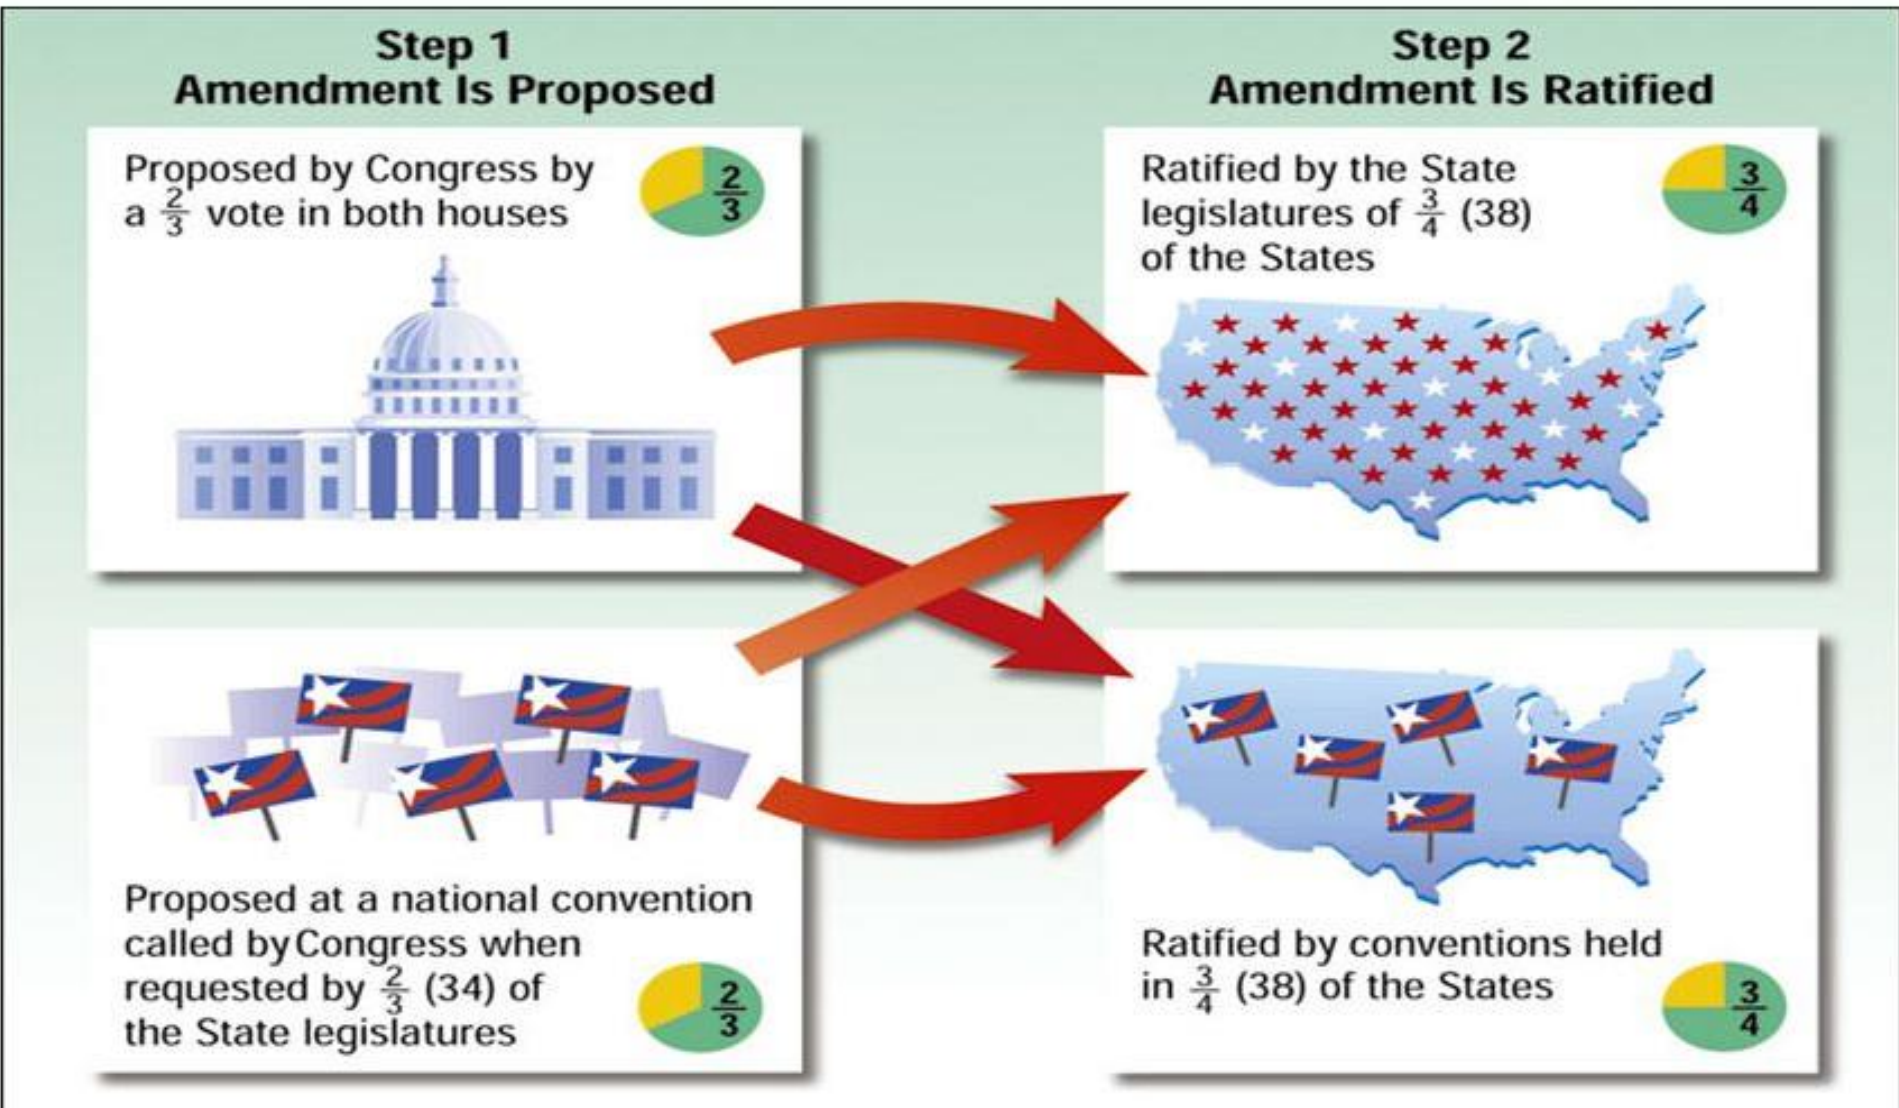 Step 1
Amendment Is Proposed
Proposed by Congress by
a 2/3 vote in both houses
2/3
Proposed at a national convention
called by Congress when
requested by 2/3 (34) of
the State legislatures
2/3
Step 2
Amendment Is Ratified
Ratified by the State
legislatures of 3/4 (38)
of the States
3/4
Ratified by conventions held
in 3/4 (38) of the States
3/4